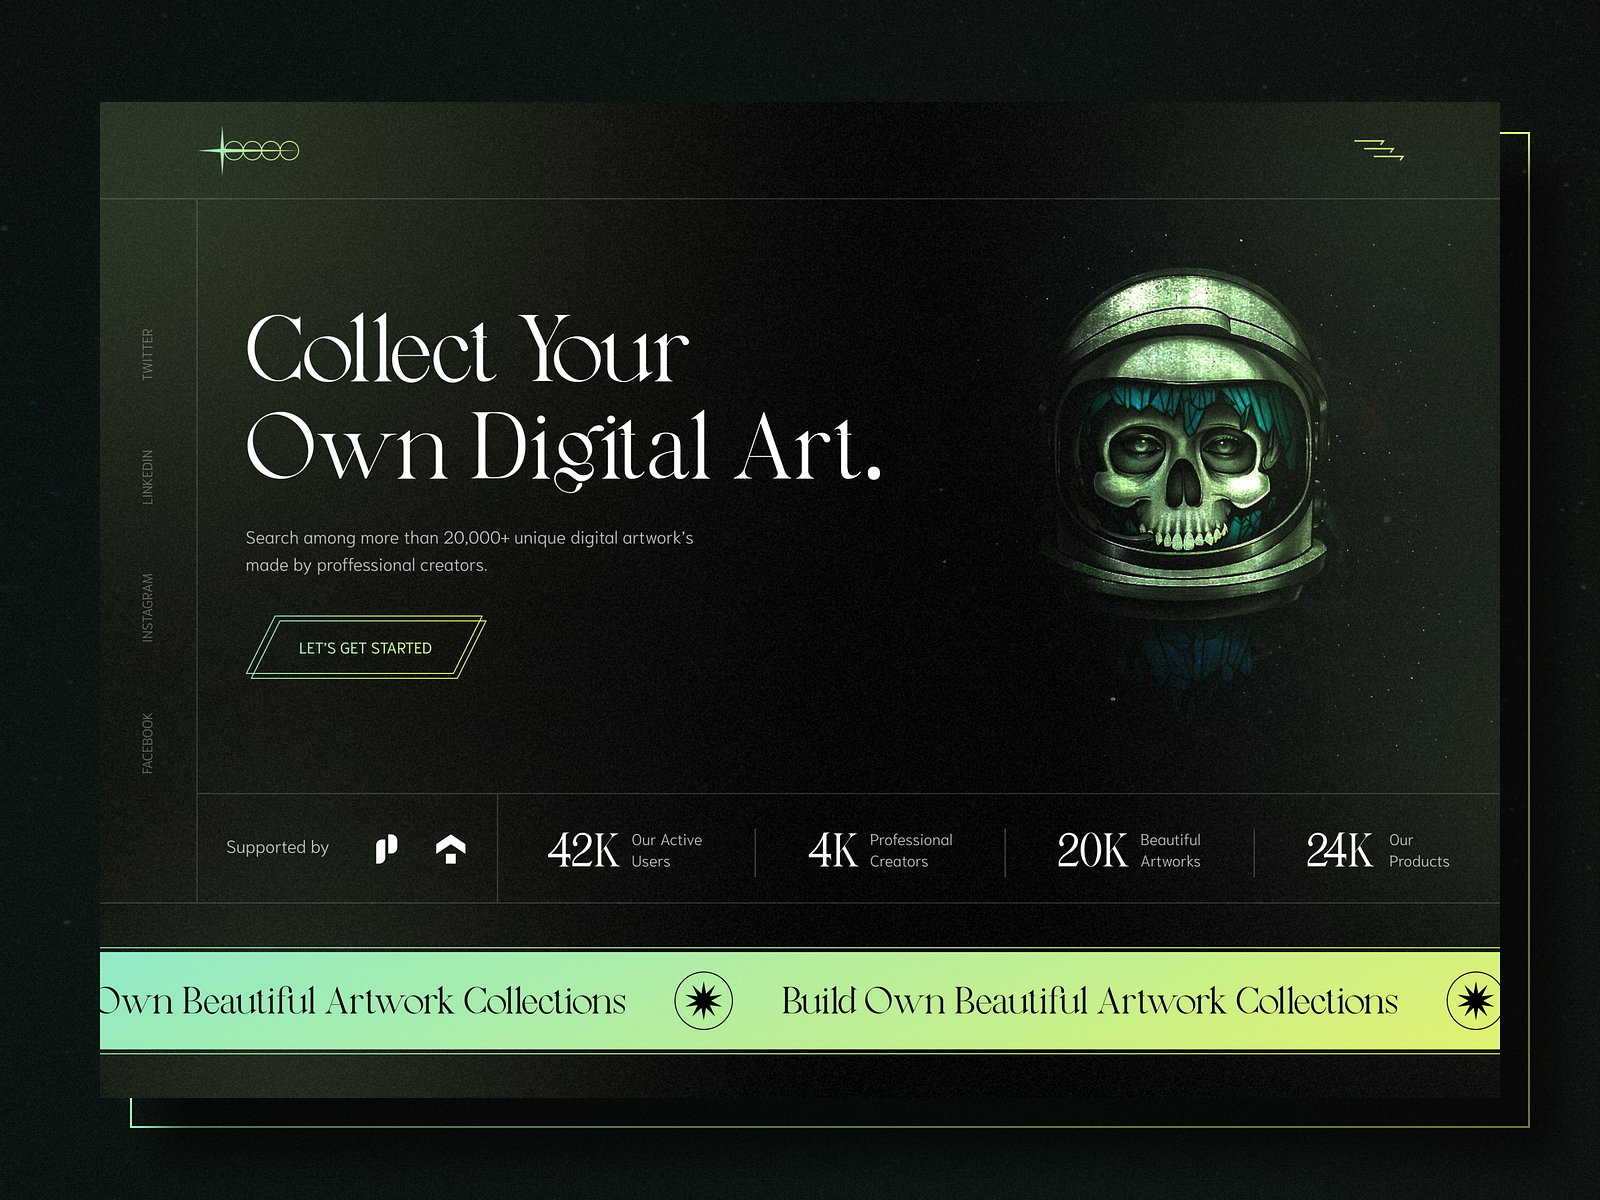 TWITTER
LINKEDIN
INSTAGRAM
FACEBOOK
Collect Your
Own Digital Art.
Search among more than 20,000+ unique digital artwork's
made by proffessional creators.
LET'S GET STARTED
Supported by
42K
Our Active
Users
4K
Professional
Creators
20K
Beautiful
Artworks
24K
Our
Products
Own Beautiful Artwork Collections
Build Own Beautiful Artwork Collections